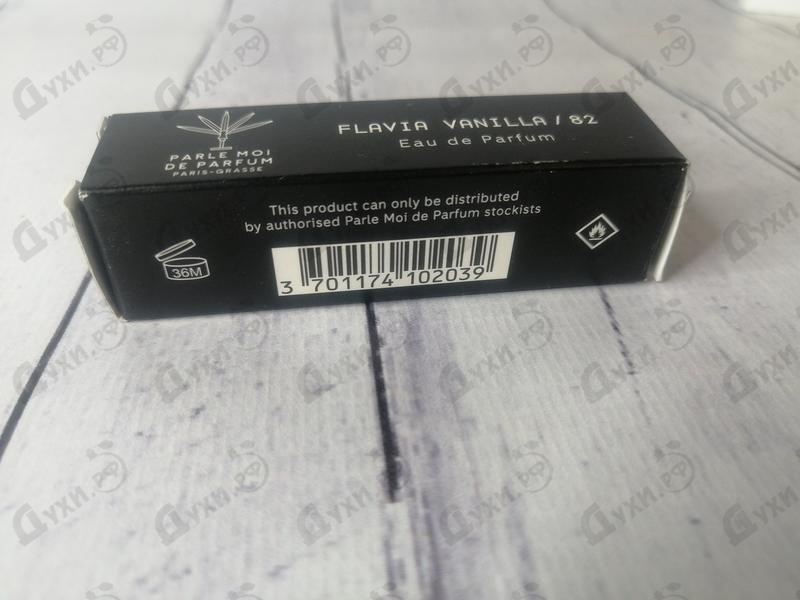 PARLE MOI
DE PARFUM
PARIS-GRASSE
FLAVIA VANILLA / 82
Eau de Parfum
This product can only be distributed
by authorised Parle Moi de Parfum stockists
36M
3 701174 102039
Духи.рф